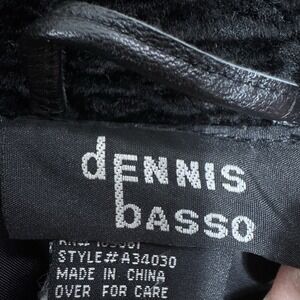 dENNIS
bASSO
STYLE# A34030
MADE IN CHINA
OVER FOR CARE